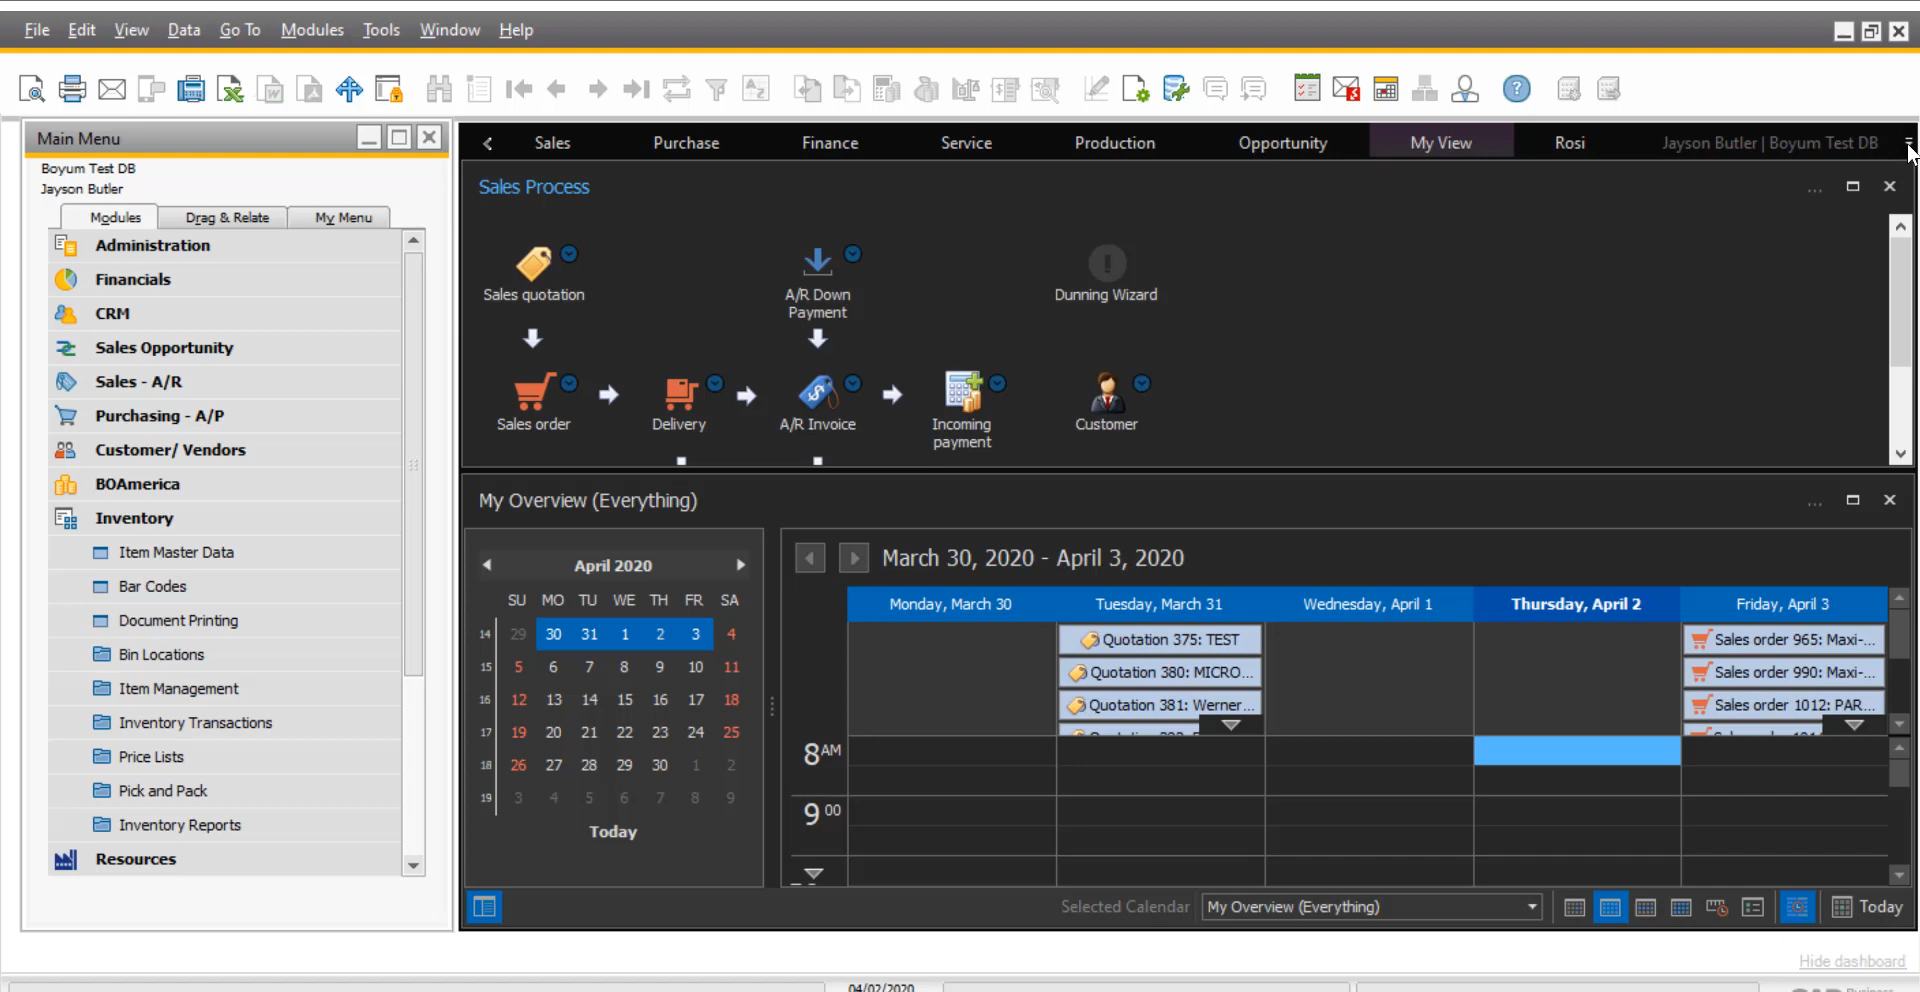 File Edit View Data Go To Modules Tools Window Help
Main Menu
Boyum Test DB
Jayson Butler
Modules Drag & Relate My Menu
Administration
Financials
CRM
Sales Opportunity
Sales - A/R
Purchasing - A/P
Customer/ Vendors
BOAmerica
Inventory
Item Master Data
Bar Codes
Document Printing
Bin Locations
Item Management
Inventory Transactions
Price Lists
Pick and Pack
Inventory Reports
Resources
Sales Purchase Finance Service Production Opportunity My View Rosi Jayson Butler | Boyum Test DB
Sales Process
Sales quotation
A/R Down
Payment
Dunning Wizard
Sales order
Delivery
A/R Invoice
Incoming
payment
Customer
My Overview (Everything)
April 2020
SU MO TU WE TH FR SA
14 29 30 31 1 2 3 4
15 5 6 7 8 9 10 11
16 12 13 14 15 16 17 18
17 19 20 21 22 23 24 25
18 26 27 28 29 30 1 2
19 3 4 5 6 7 8 9
Today
March 30, 2020 - April 3, 2020
Monday, March 30 Tuesday, March 31 Wednesday, April 1 Thursday, April 2 Friday, April 3
Quotation 375: TEST Sales order 965: Maxi-...
Quotation 380: MICRO... Sales order 990: Maxi-...
Quotation 381: Werner... Sales order 1012: PAR...
8 AM
9 00
Selected Calendar My Overview (Everything) Today
Hide dashboard
04/02/2020